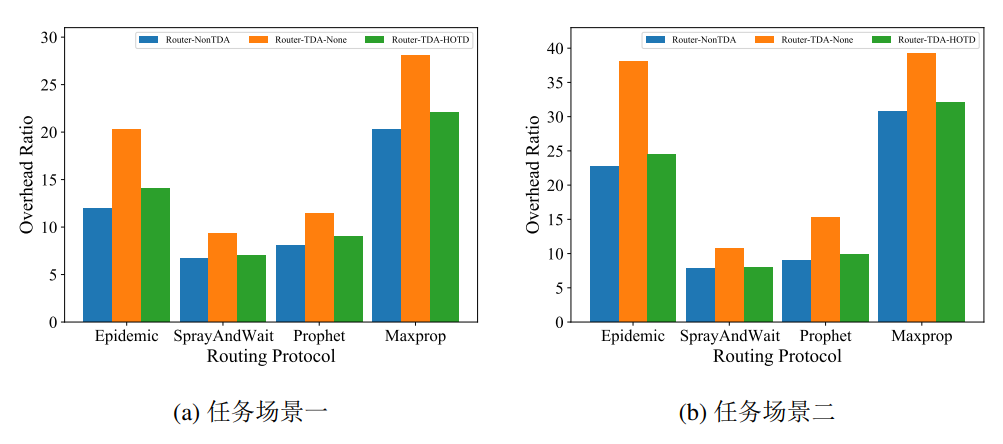 Router-NonTDA Router-TDA-None Router-TDA-HOTD
30
25
20
15
10
5
0
Overhead Ratio
Epidemic SprayAndWait Prophet Maxprop
Routing Protocol
(a) 任务场景一
Router-NonTDA Router-TDA-None Router-TDA-HOTD
40
35
30
25
20
15
10
5
0
Overhead Ratio
Epidemic SprayAndWait Prophet Maxprop
Routing Protocol
(b) 任务场景二